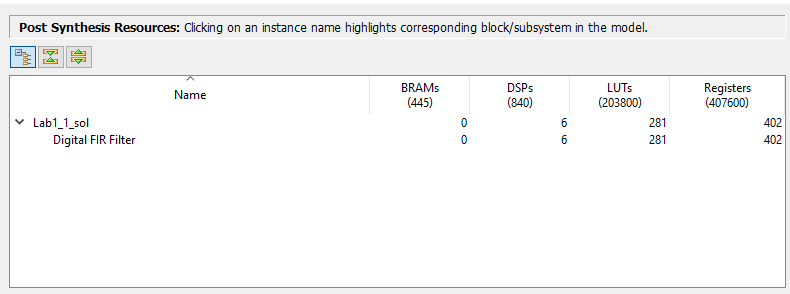 Post Synthesis Resources: Clicking on an instance name highlights corresponding block/subsystem in the model.
Name BRAMs (445) DSPs (840) LUTs (203800) Registers (407600)
Lab1_1_sol 0 6 281 402
Digital FIR Filter 0 6 281 402